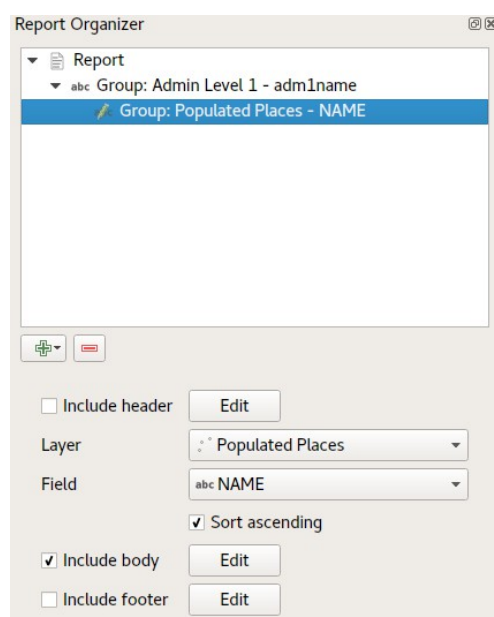 Report Organizer
Report
abc Group: Admin Level 1 - adm1name
Group: Populated Places - NAME
Include header Edit
Layer Populated Places
Field abc NAME
Sort ascending
Include body Edit
Include footer Edit